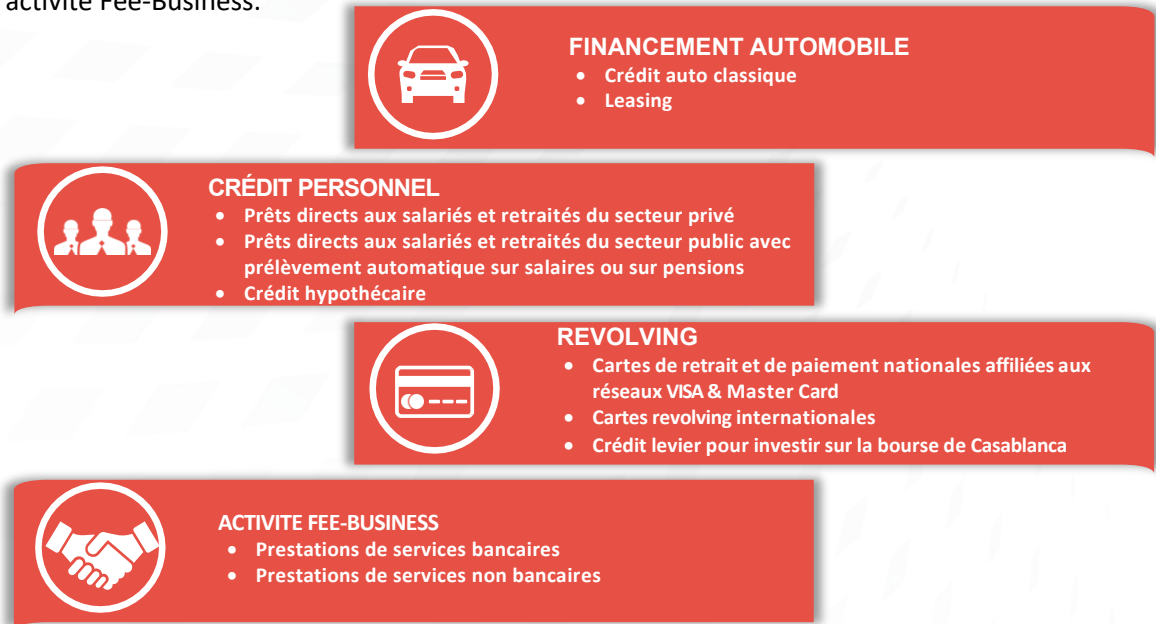 activité Fee-Business.
FINANCEMENT AUTOMOBILE
• Crédit auto classique
• Leasing
CRÉDIT PERSONNEL
• Prêts directs aux salariés et retraités du secteur privé
• Prêts directs aux salariés et retraités du secteur public avec
prélèvement automatique sur salaires ou sur pensions
• Crédit hypothécaire
REVOLVING
• Cartes de retrait et de paiement nationales affiliées aux
réseaux VISA & Master Card
• Cartes revolving internationales
• Crédit levier pour investir sur la bourse de Casablanca
ACTIVITE FEE-BUSINESS
• Prestations de services bancaires
• Prestations de services non bancaires